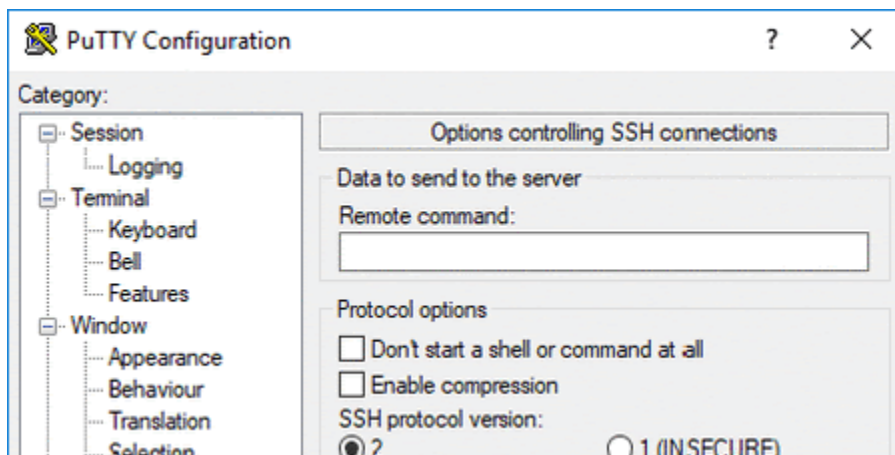 PuTTY Configuration
?
Category:
Session
Logging
Terminal
Keyboard
Bell
Features
Window
Appearance
Behaviour
Translation
Selection
Options controlling SSH connections
Data to send to the server
Remote command:
Protocol options
Don't start a shell or command at all
Enable compression
SSH protocol version:
2 1 (INSECURE)